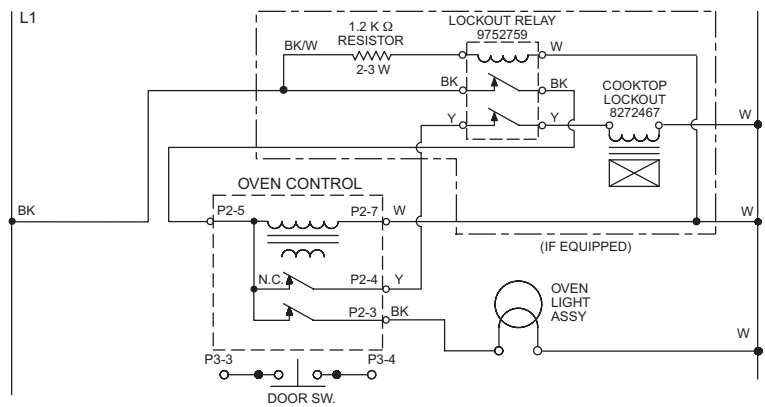 L1
1.2 K Ω
RESISTOR
2-3 W
LOCKOUT RELAY
9752759
BK/W
W
BK
BK
COOKTOP
LOCKOUT
8272467
Y
Y
W
OVEN CONTROL
BK
P2-5
P2-7
W
W
(IF EQUIPPED)
N.C.
P2-4
Y
P2-3
BK
OVEN
LIGHT
ASSY
W
P3-3
P3-4
DOOR SW.